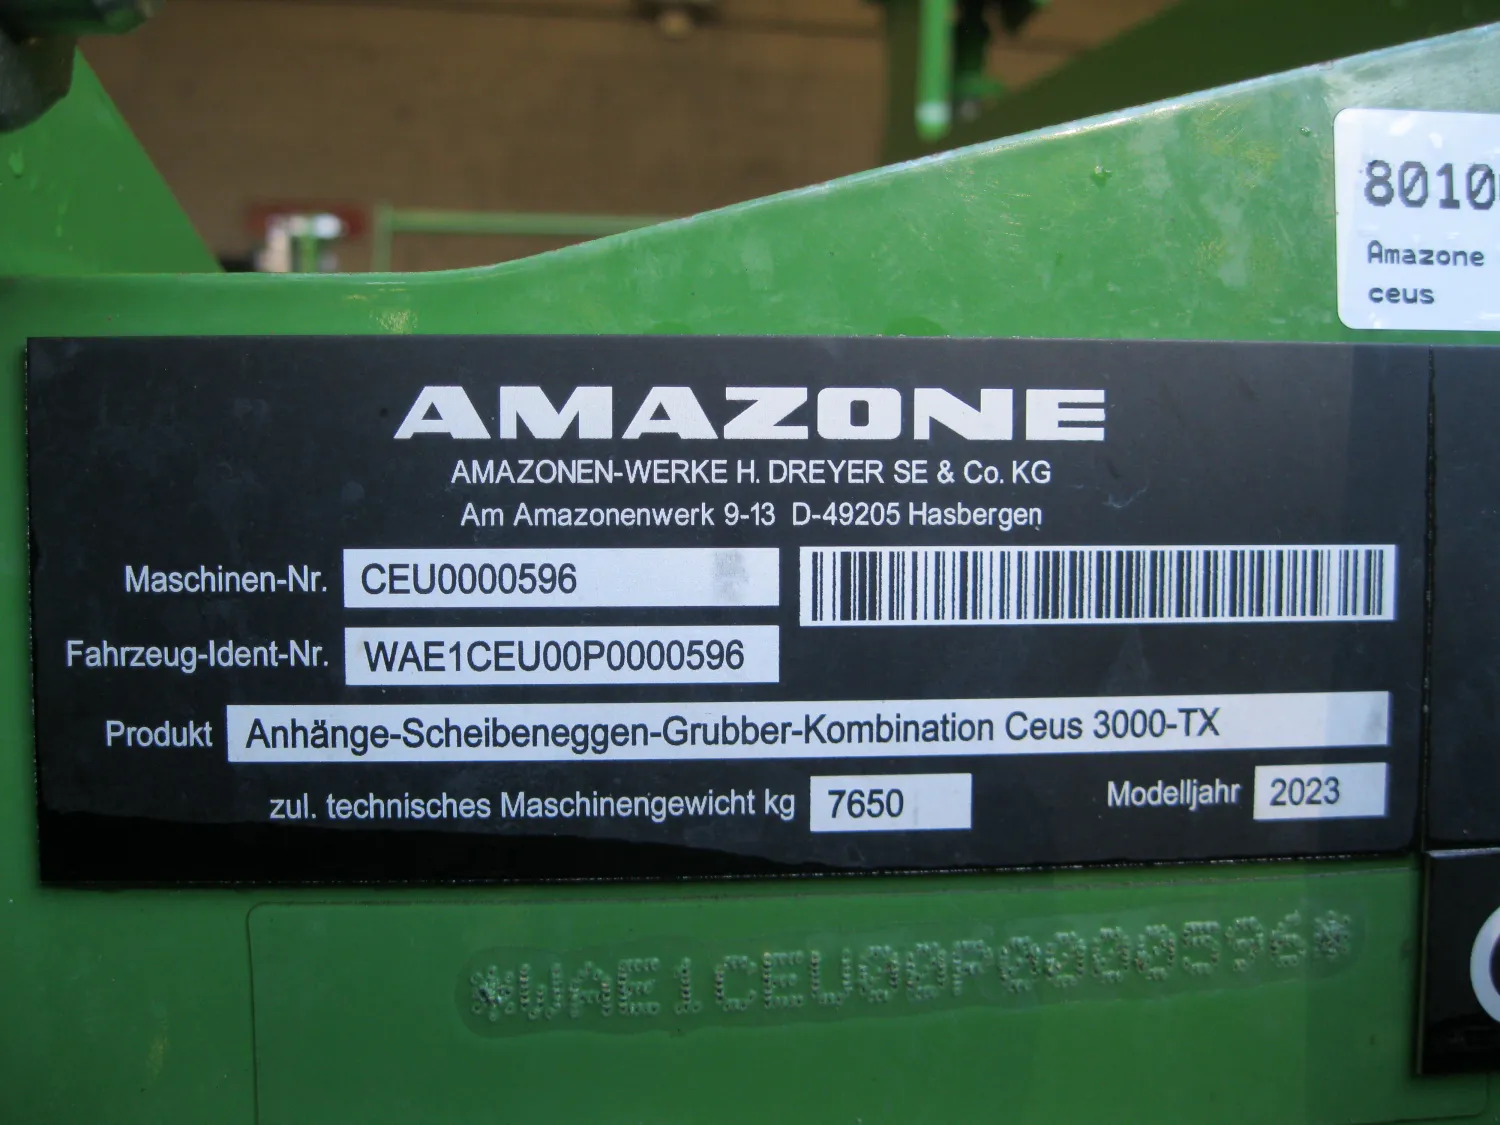 8010
Amazone
ceus
AMAZONE
AMAZONEN-WERKE H. DREYER SE & Co. KG
Am Amazonenwerk 9-13 D-49205 Hasbergen
Maschinen-Nr. CEU0000596
Fahrzeug-Ident-Nr. WAE1CEU00P0000596
Produkt Anhänge-Scheibeneggen-Grubber-Kombination Ceus 3000-TX
zul. technisches Maschinengewicht kg 7650 Modelljahr 2023
*WAE1CEU00P0000596*